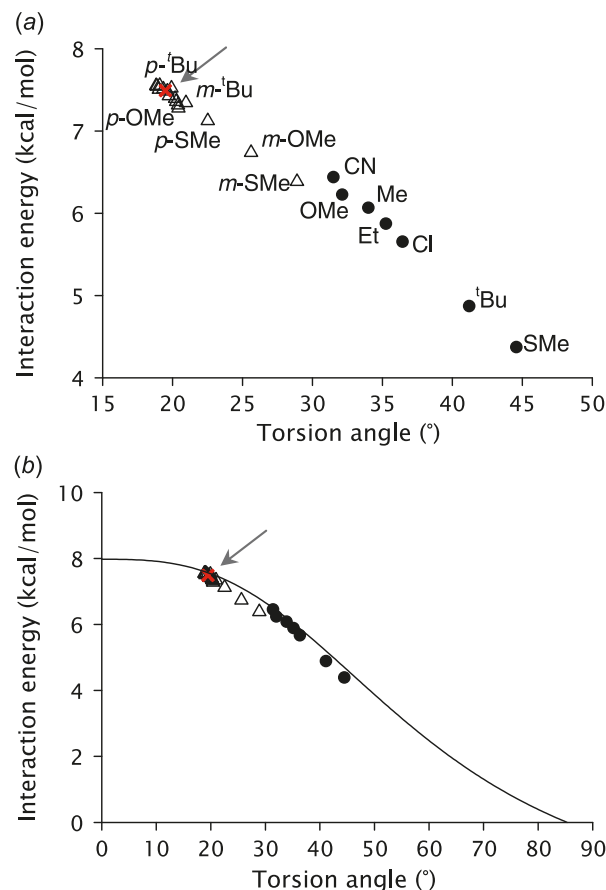 (a)
8
7
6
5
4
Interaction energy (kcal/mol)
p-ᵗBu
m-ᵗBu
p-OMe
p-SMe
m-OMe
m-SMe
CN
OMe
Me
Et
Cl
ᵗBu
SMe
15 20 25 30 35 40 45 50
Torsion angle (°)
(b)
10
8
6
4
2
0
Interaction energy (kcal/mol)
0 10 20 30 40 50 60 70 80 90
Torsion angle (°)